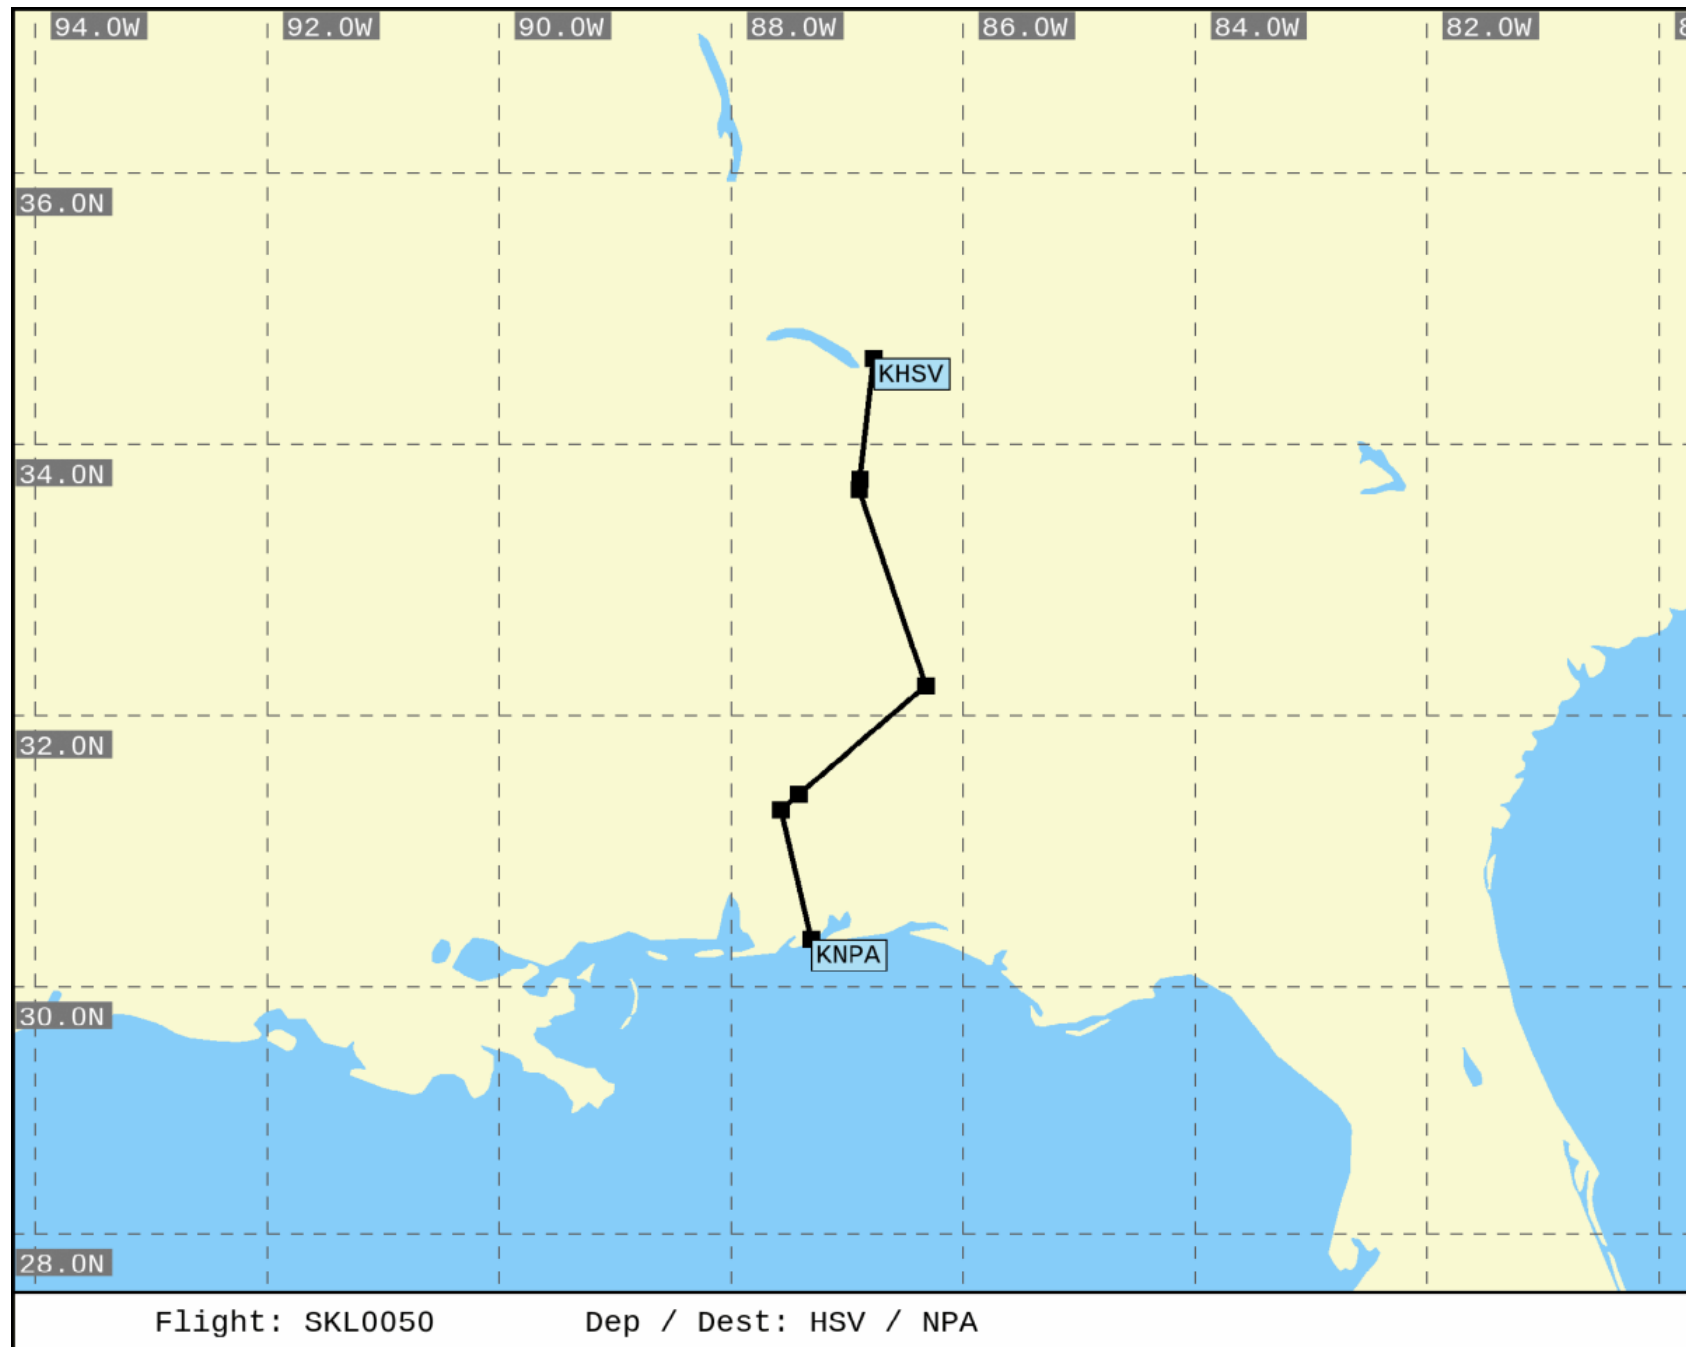 94.0W 92.0W 90.0W 88.0W 86.0W 84.0W 82.0W
36.0N
KHSV
34.0N
32.0N
KNPA
30.0N
28.0N
Flight: SKL0050 Dep / Dest: HSV / NPA